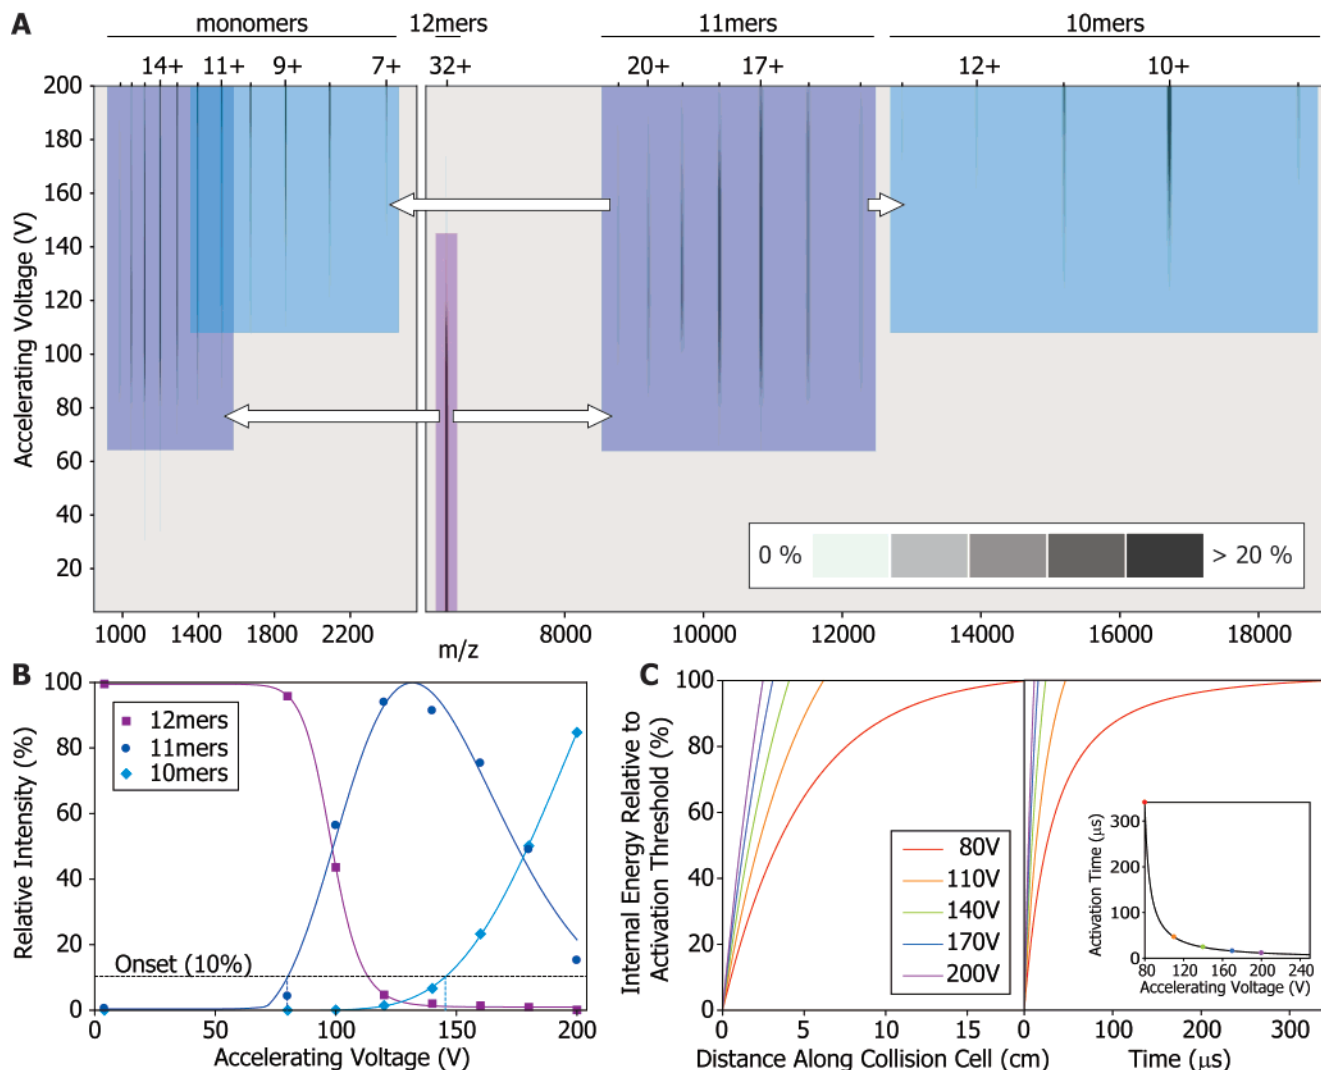 A
monomers 12mers 11mers 10mers
14+ 11+ 9+ 7+ 32+ 20+ 17+ 12+ 10+
Accelerating Voltage (V)
200
180
160
140
120
100
80
60
40
20
0 % > 20 %
1000 1400 1800 2200 8000 10000 12000 14000 16000 18000
m/z
B
Relative Intensity (%)
100
80
60
40
20
0
12mers
11mers
10mers
Onset (10%)
0 50 100 150 200
Accelerating Voltage (V)
C
Internal Energy Relative to
Activation Threshold (%)
100
80
60
40
20
0
80V
110V
140V
170V
200V
0 5 10 15 0 100 200 300
Distance Along Collision Cell (cm) Time (μs)
Activation Time (μs)
300
200
100
0
80 120 160 200 240
Accelerating Voltage (V)